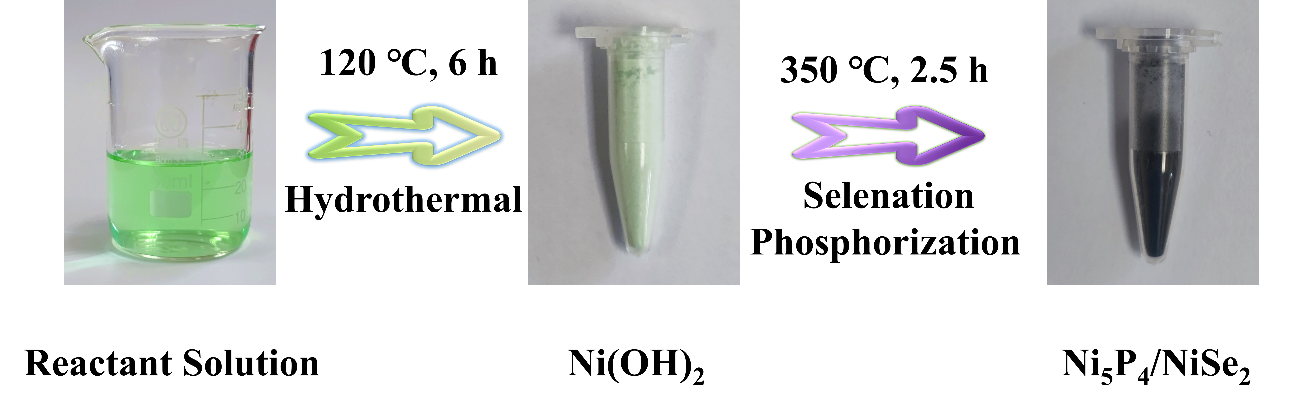 120 ℃, 6 h
Hydrothermal
350 ℃, 2.5 h
Selenation
Phosphorization
Reactant Solution
Ni(OH)₂
Ni₅P₄/NiSe₂